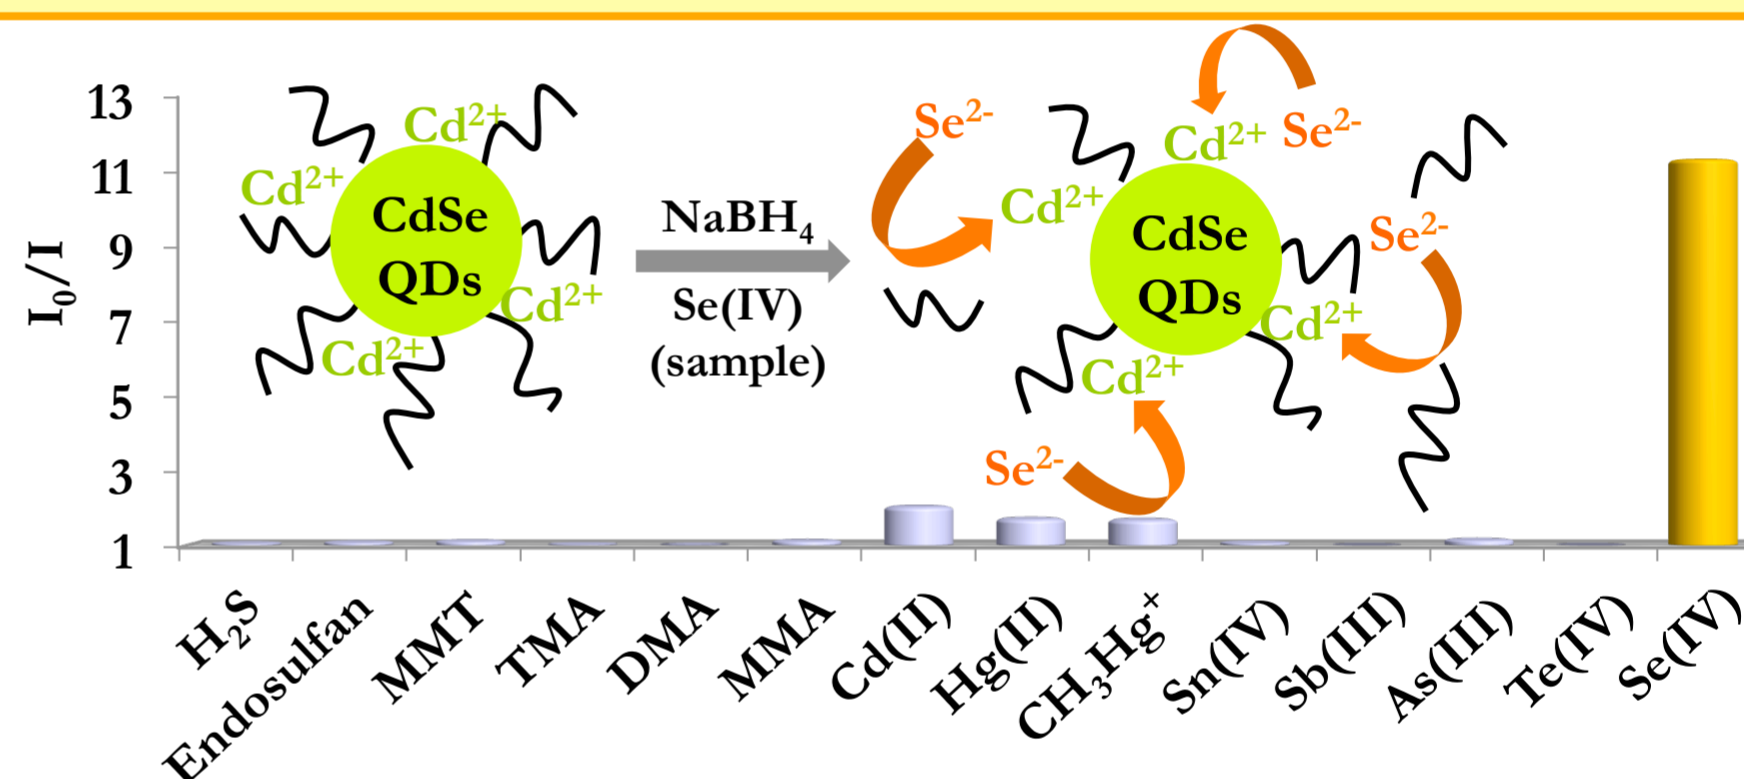 I₀/I
13
11
9
7
5
3
1
Cd²⁺
Cd²⁺
CdSe
QDs
Cd²⁺
Cd²⁺
NaBH₄
Se(IV)
(sample)
Se²⁻
Cd²⁺ Se²⁻
Cd²⁺
CdSe
QDs
Se²⁻
Cd²⁺
Cd²⁺
Se²⁻
H₂S
Endosulfan
MMT
TMA
DMA
MMA
Cd(II)
Hg(II)
CH₃Hg⁺
Sn(IV)
Sb(III)
As(III)
Te(IV)
Se(IV)